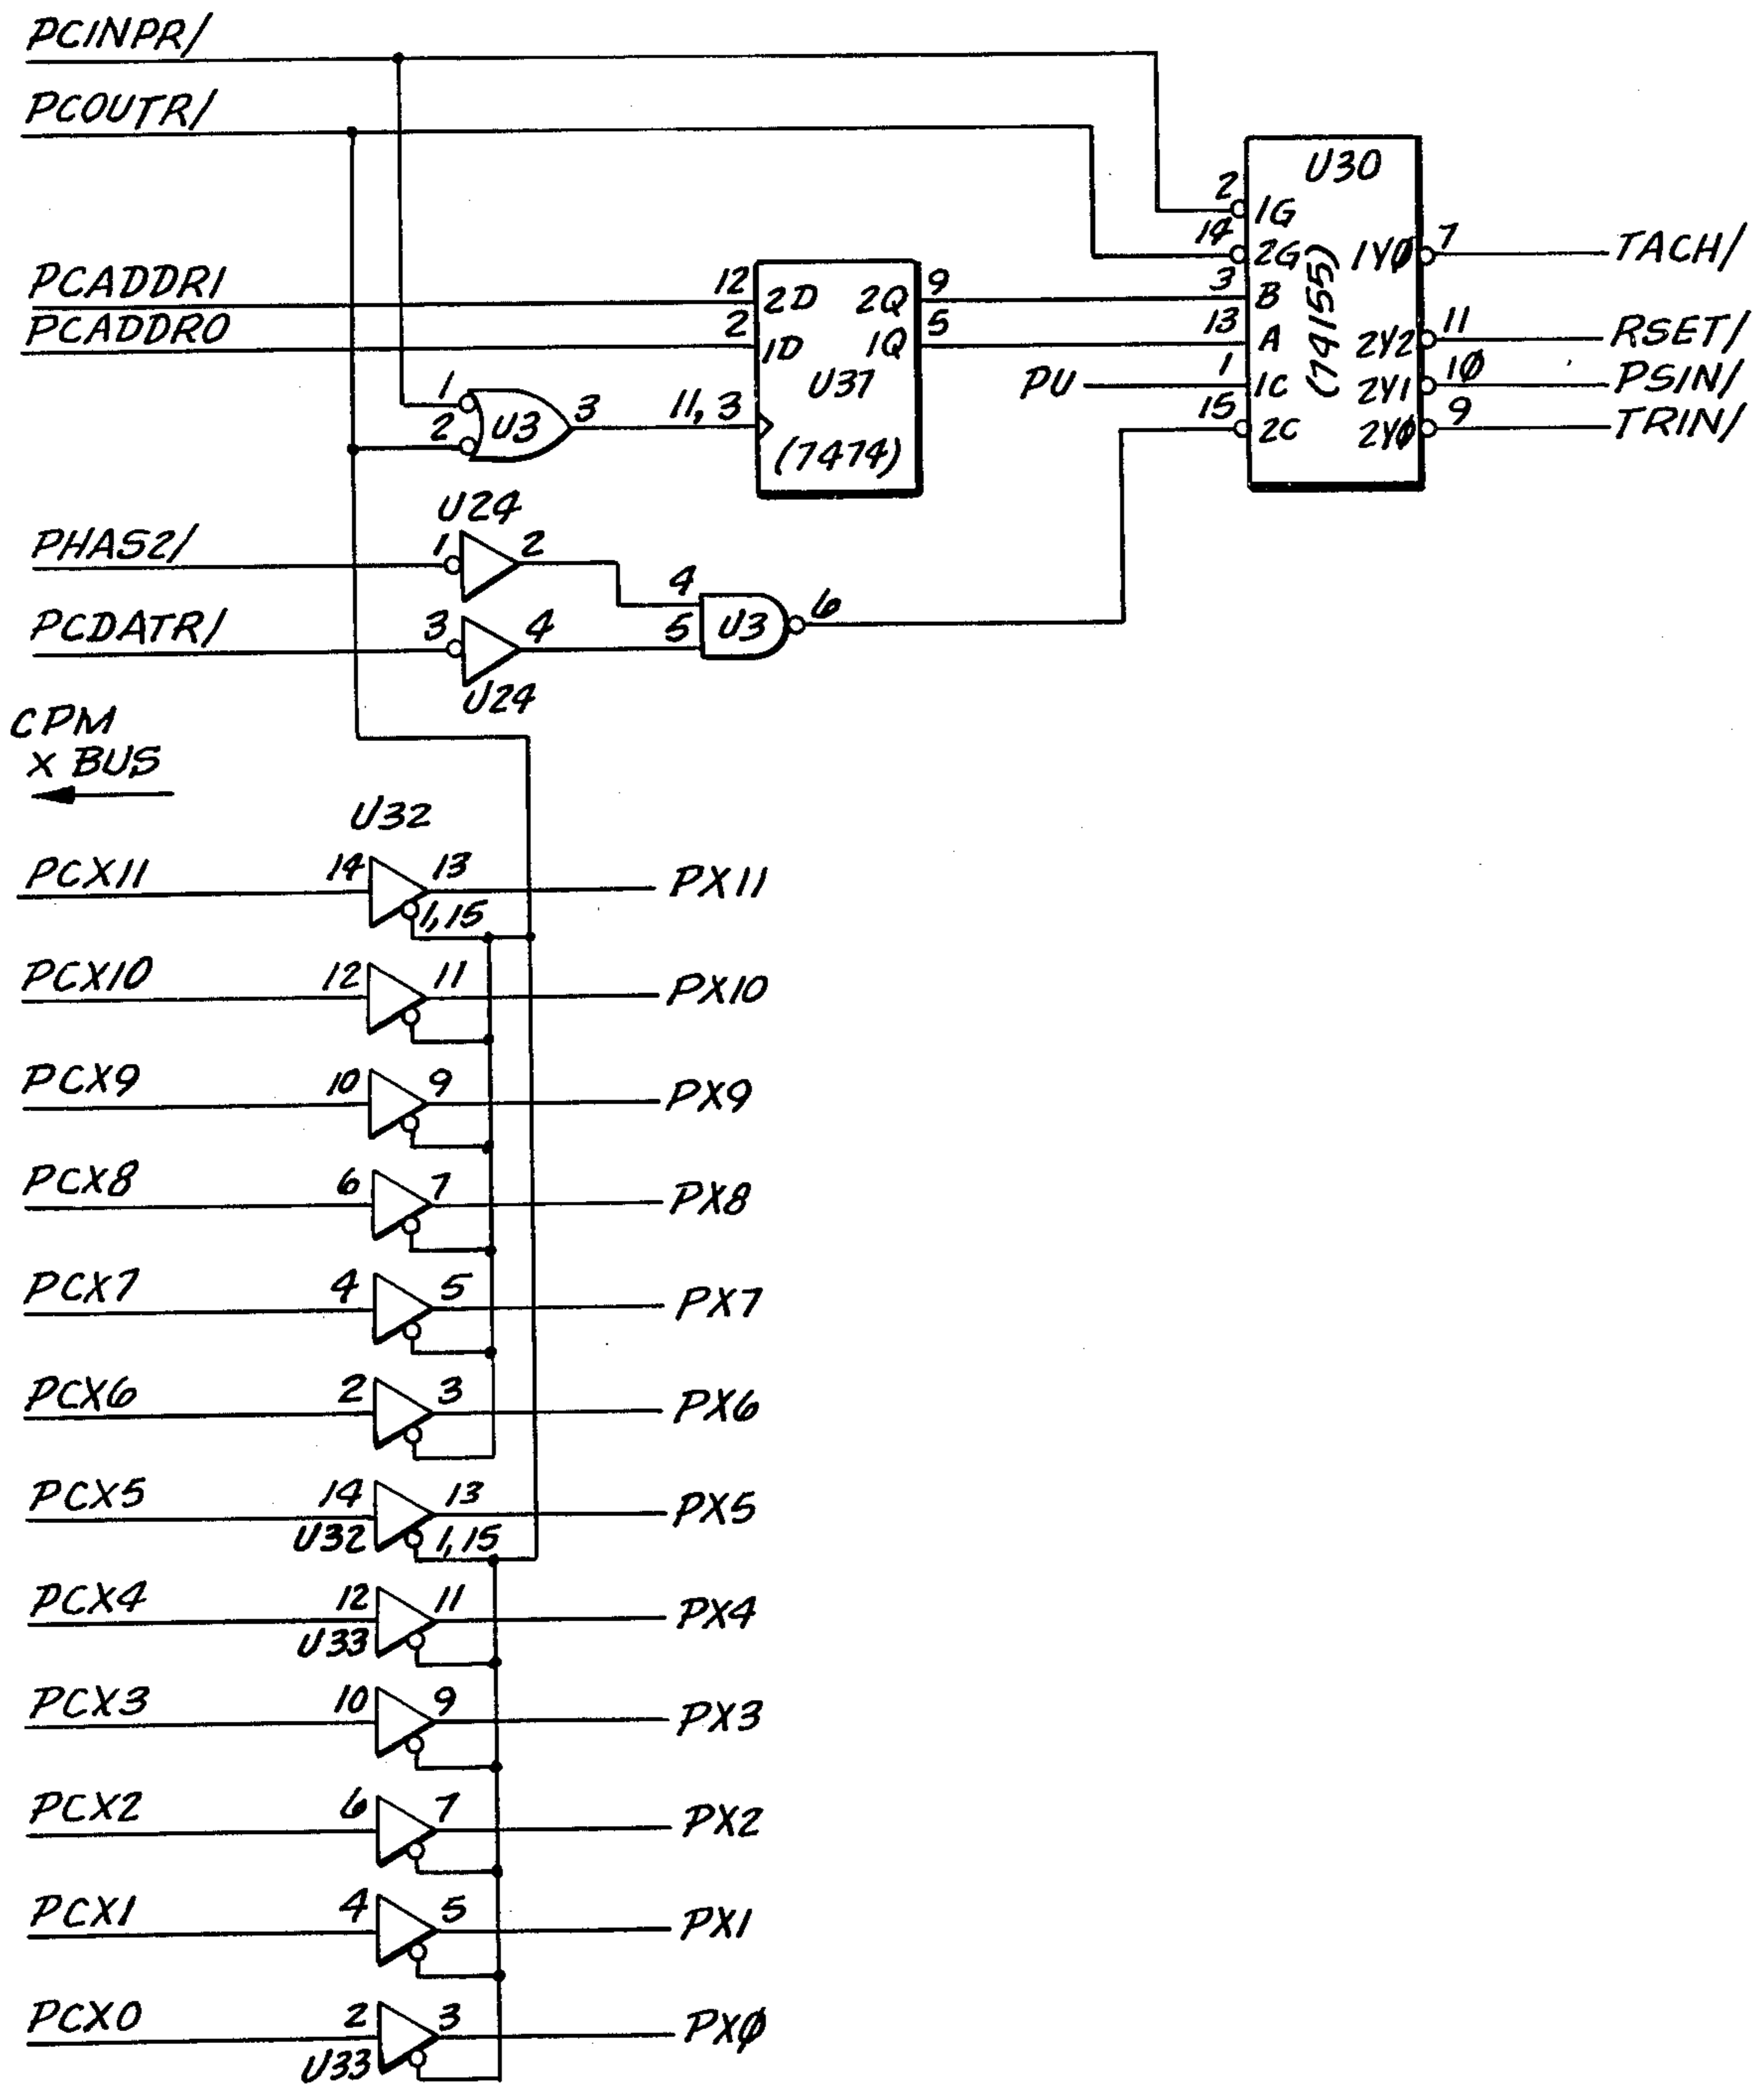 PCINPR/
PCOUTR/
U30
2
1G
14
2G
1YØ
7
TACH/
PCADDR1
12
2D
2Q
9
3
B
(74155)
PCADDR0
2
1D
1Q
5
13
A
2Y2
11
RSET/
U37
PU
1
1C
2Y1
1Ø
PSIN/
1
2
U3
3
11,3
(7474)
15
2C
2YØ
9
TRIN/
U24
PHAS2/
1
2
4
5
U3
6
PCDATR/
3
4
U24
CPM
X BUS
U32
PCX11
14
13
PX11
1,15
PCX10
12
11
PX10
PCX9
10
9
PX9
PCX8
6
7
PX8
PCX7
4
5
PX7
PCX6
2
3
PX6
PCX5
14
13
PX5
U32
1,15
PCX4
12
11
PX4
U33
PCX3
10
9
PX3
PCX2
6
7
PX2
PCX1
4
5
PX1
PCX0
2
3
PXØ
U33